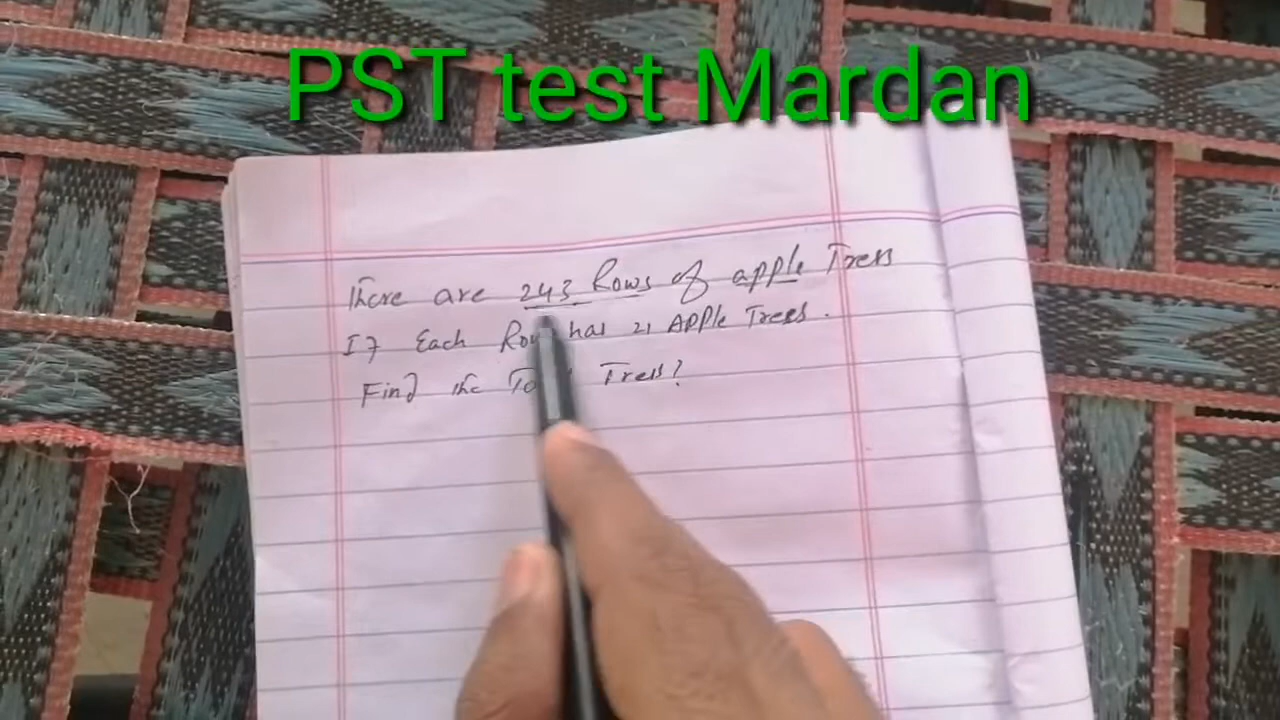 PST test Mardan
There are 243 Rows of apple Trees
If Each Row has 21 Apple Trees.
Find the Trees?